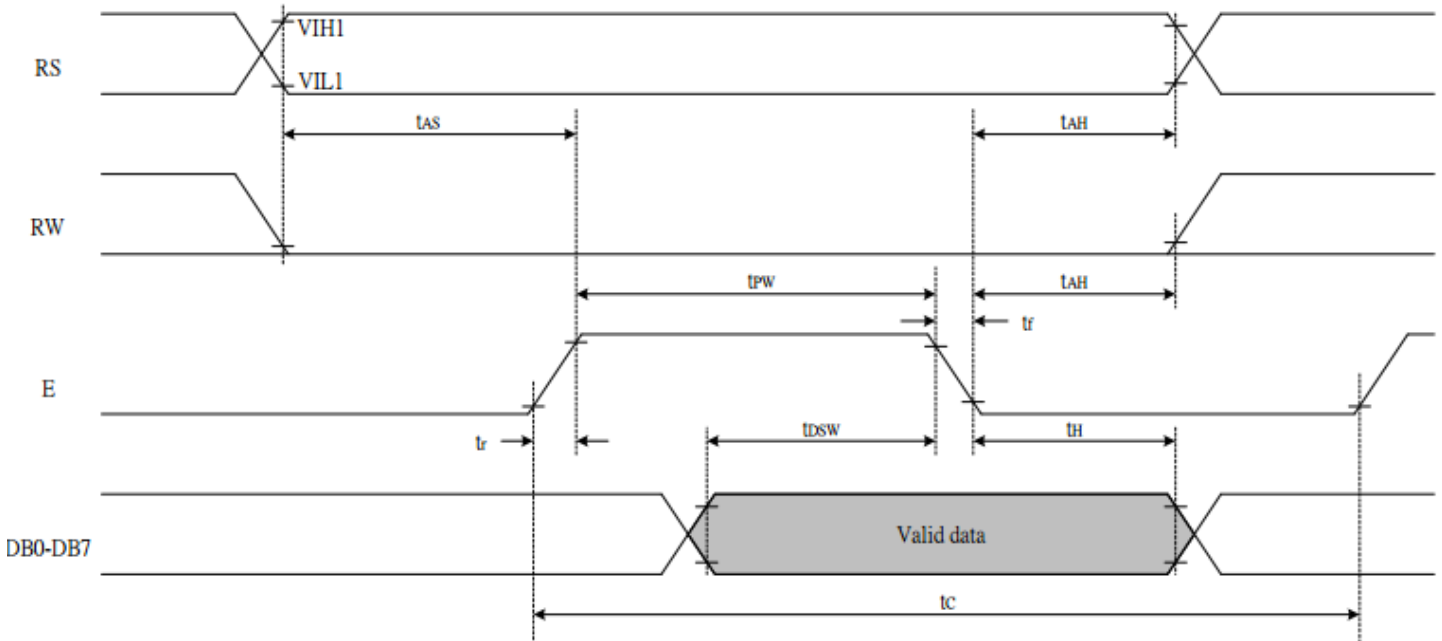 VIH1
RS
VIL1
tAS tAH
RW
tPW tAH
tf
E
tr tDSW tH
Valid data
DB0-DB7
tC